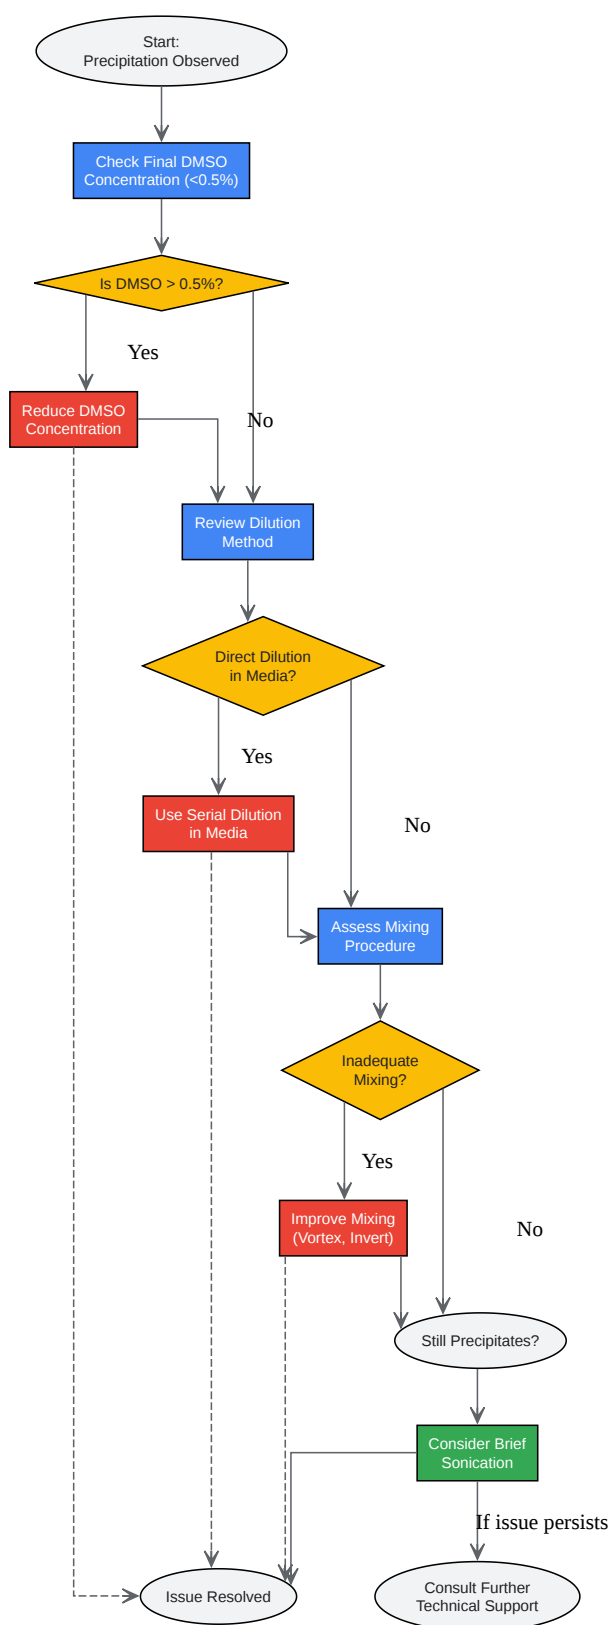 Start:
Precipitation Observed
Check Final DMSO
Concentration (<0.5%)
Is DMSO > 0.5%?
Yes
Reduce DMSO
Concentration
No
Review Dilution
Method
Direct Dilution
in Media?
Yes
Use Serial Dilution
in Media
No
Assess Mixing
Procedure
Inadequate
Mixing?
Yes
Improve Mixing
(Vortex, Invert)
No
Still Precipitates?
Consider Brief
Sonication
If issue persists
Issue Resolved
Consult Further
Technical Support